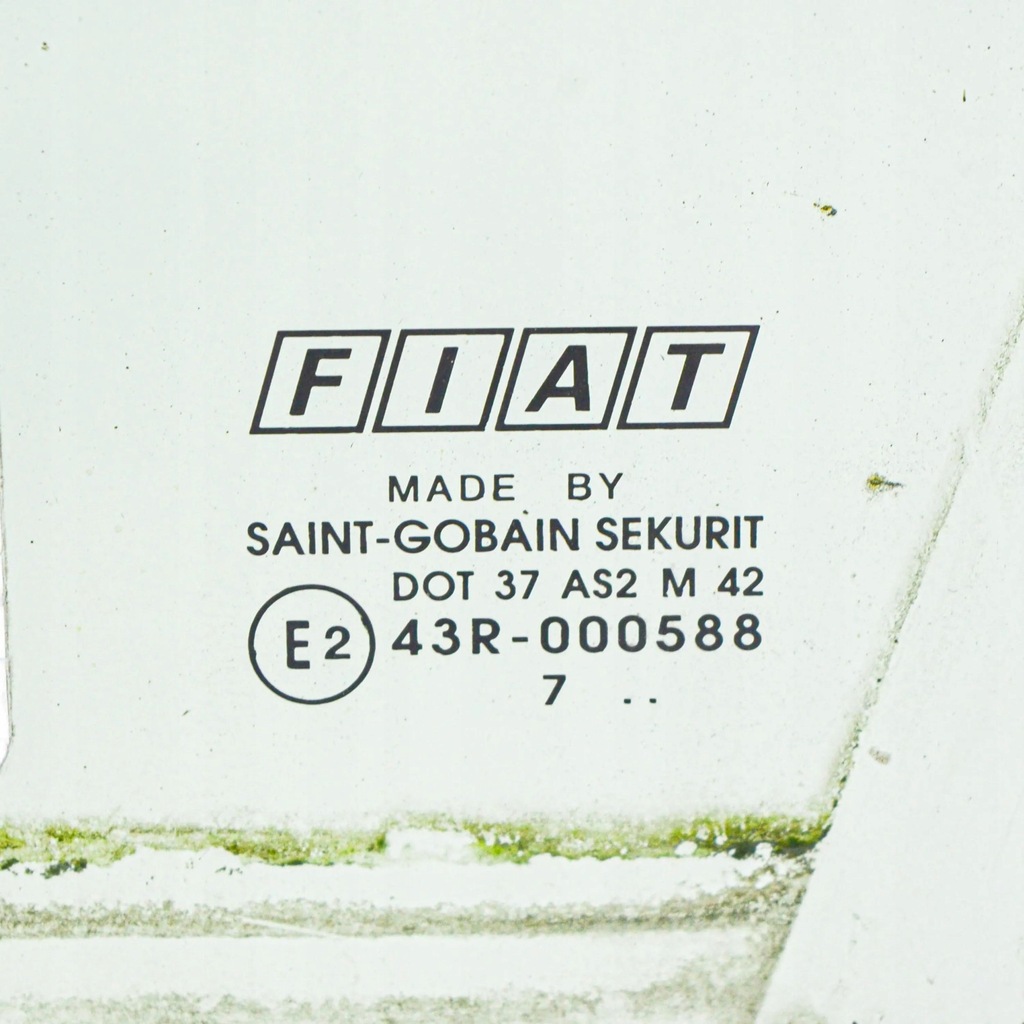 FIAT
MADE BY
SAINT-GOBAIN SEKURIT
DOT 37 AS2 M 42
E2 43R-000588
7 ..